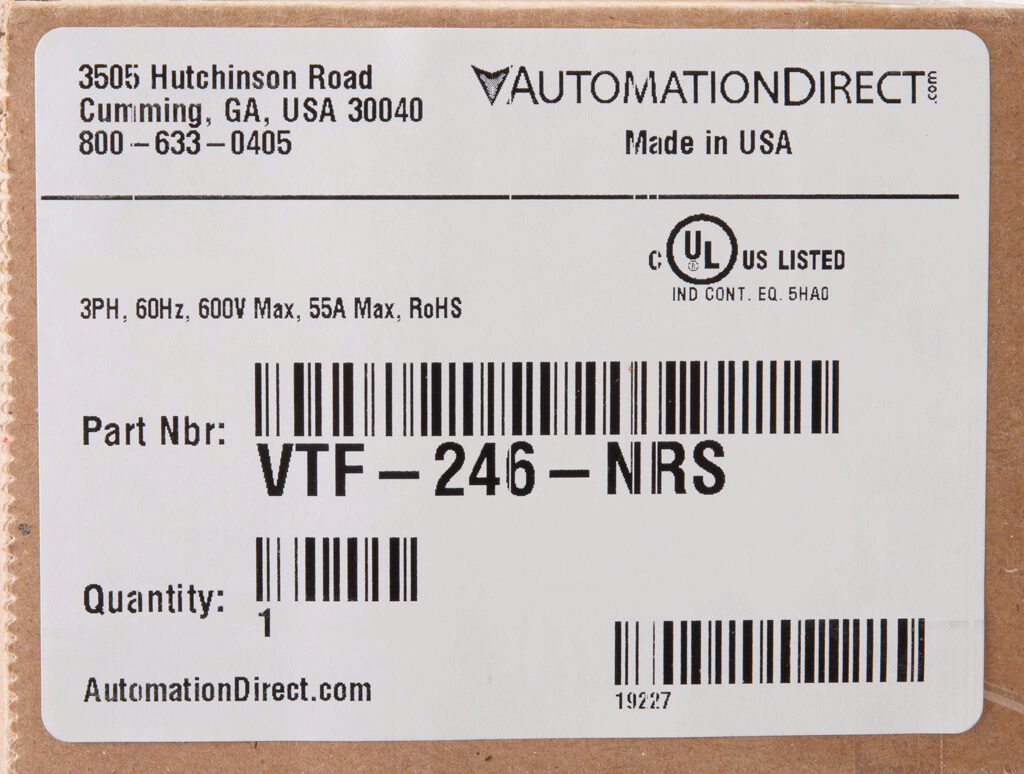 3505 Hutchinson Road
Cumming, GA, USA 30040
800-633-0405
AUTOMATIONDIRECT.com
Made in USA
C UL US LISTED
IND CONT. EQ. 5HA0
3PH, 60Hz, 600V Max, 55A Max, RoHS
Part Nbr:
VTF-246-NRS
Quantity:
1
AutomationDirect.com
19227